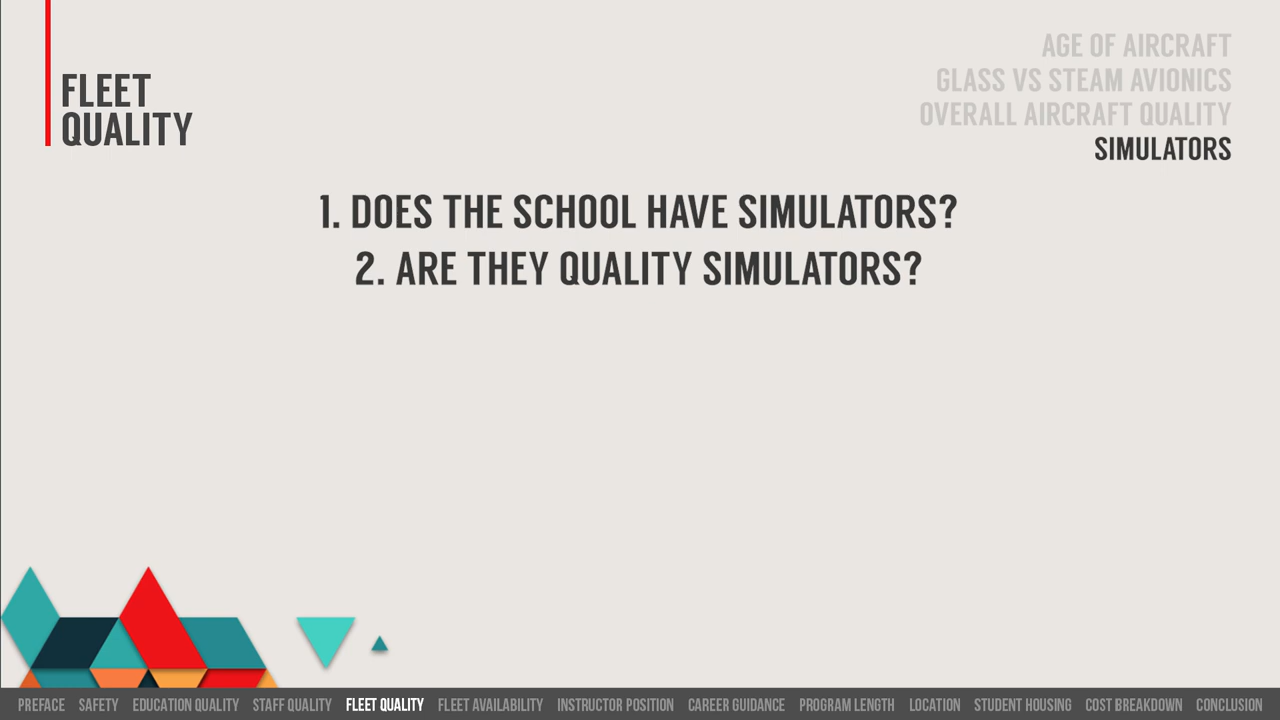 FLEET
QUALITY
AGE OF AIRCRAFT
GLASS VS STEAM AVIONICS
OVERALL AIRCRAFT QUALITY
SIMULATORS
1. DOES THE SCHOOL HAVE SIMULATORS?
2. ARE THEY QUALITY SIMULATORS?
PREFACE SAFETY EDUCATION QUALITY STAFF QUALITY FLEET QUALITY FLEET AVAILABILITY INSTRUCTOR POSITION CAREER GUIDANCE PROGRAM LENGTH LOCATION STUDENT HOUSING COST BREAKDOWN CONCLUSION